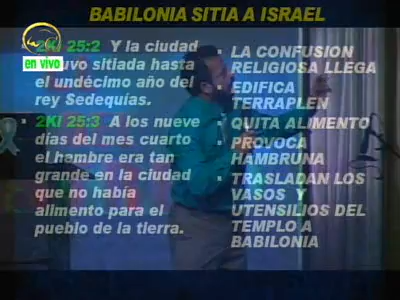 BABILONIA SITIA A ISRAEL
en vivo
2KI 25:2 Y la ciudad
estuvo sitiada hasta
el undécimo año del
rey Sedequías.
2KI 25:3 A los nueve
días del mes cuarto
el hambre era tan
grande en la ciudad
que no había
alimento para el
pueblo de la tierra.
LA CONFUSION
RELIGIOSA LLEGA
EDIFICA
TERRAPLEN
QUITA ALIMENTO
PROVOCA
HAMBRUNA
TRASLADAN LOS
VASOS Y
UTENSILIOS DEL
TEMPLO A
BABILONIA